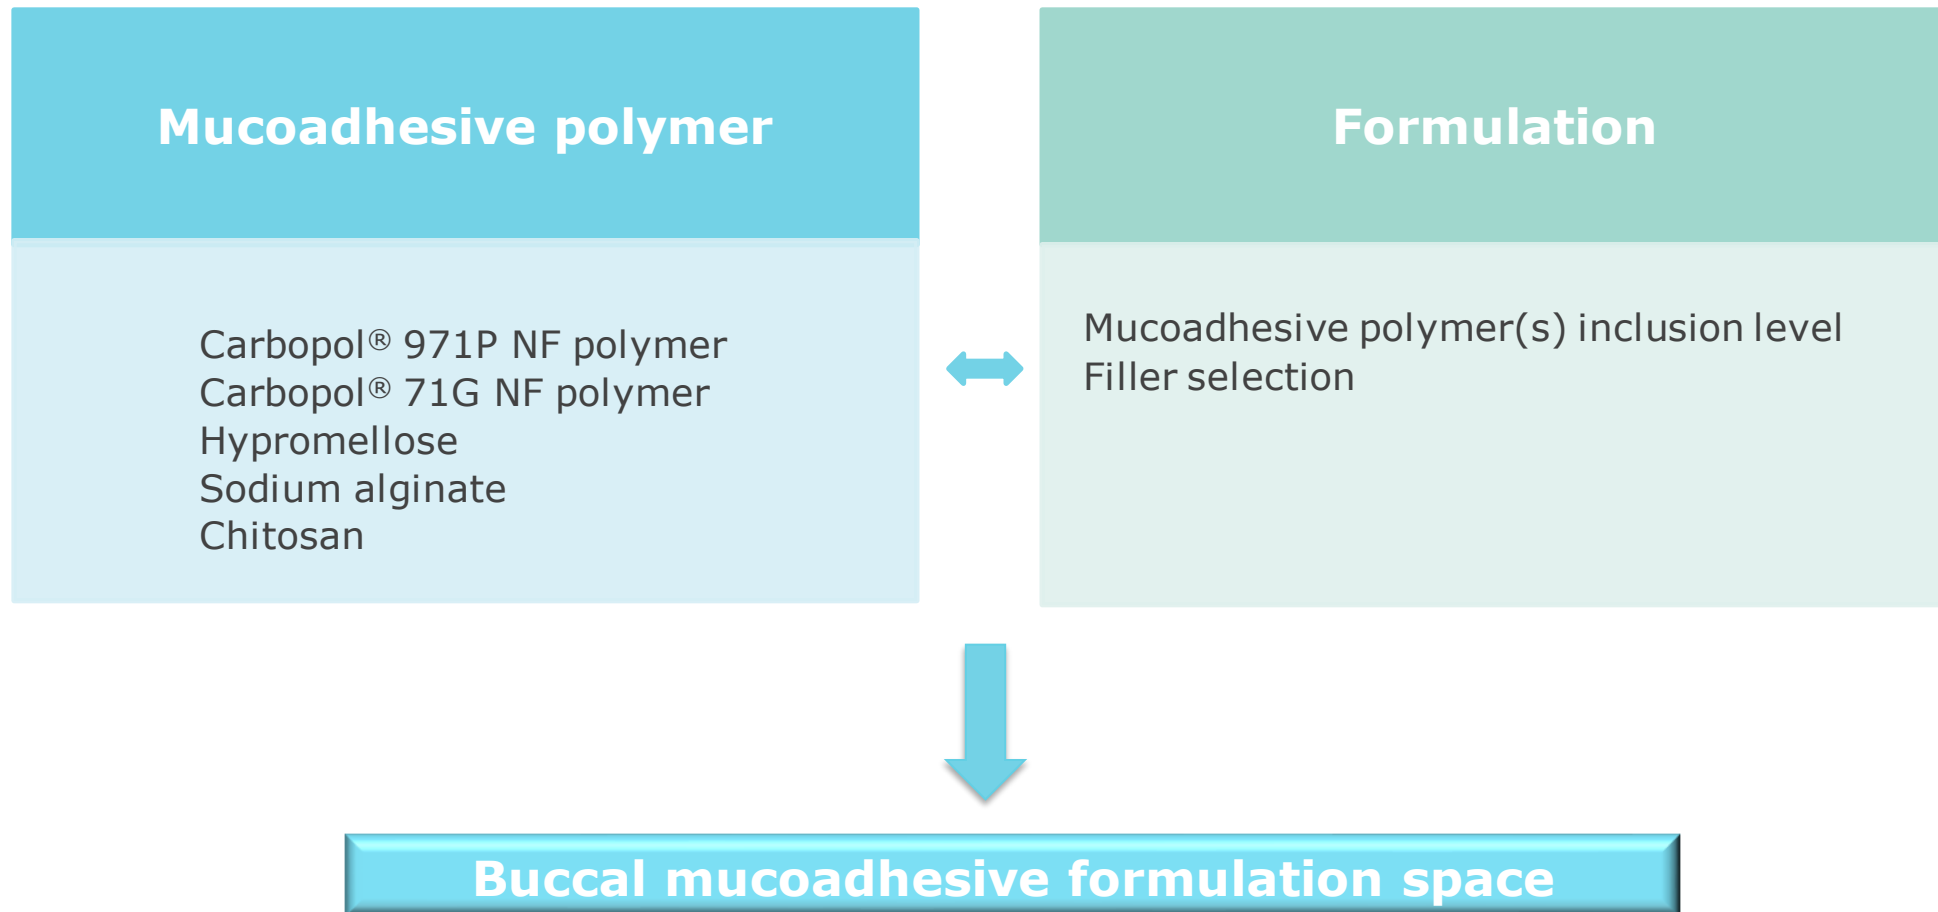 Mucoadhesive polymer
Carbopol® 971P NF polymer
Carbopol® 71G NF polymer
Hypromellose
Sodium alginate
Chitosan
Formulation
Mucoadhesive polymer(s) inclusion level
Filler selection
Buccal mucoadhesive formulation space